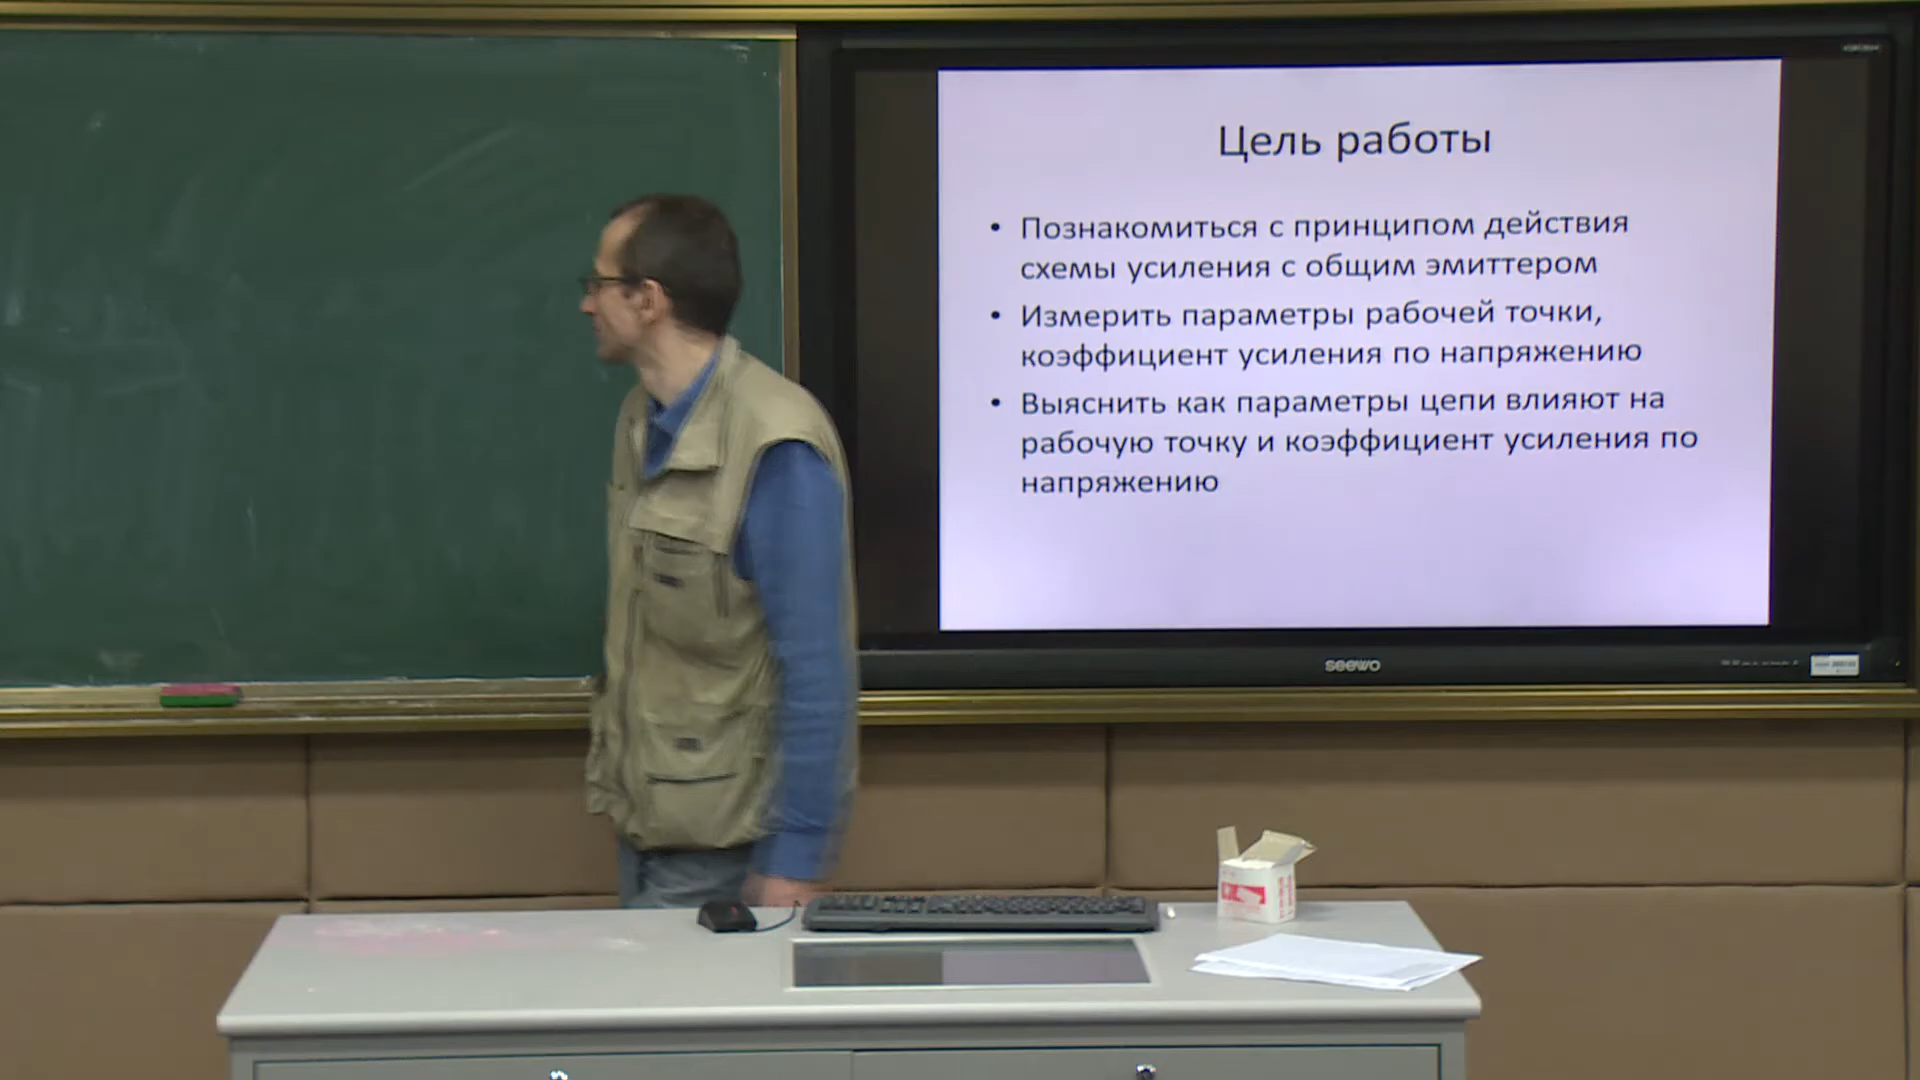 Цель работы
• Познакомиться с принципом действия
схемы усиления с общим эмиттером
• Измерить параметры рабочей точки,
коэффициент усиления по напряжению
• Выяснить как параметры цепи влияют на
рабочую точку и коэффициент усиления по
напряжению
seewo